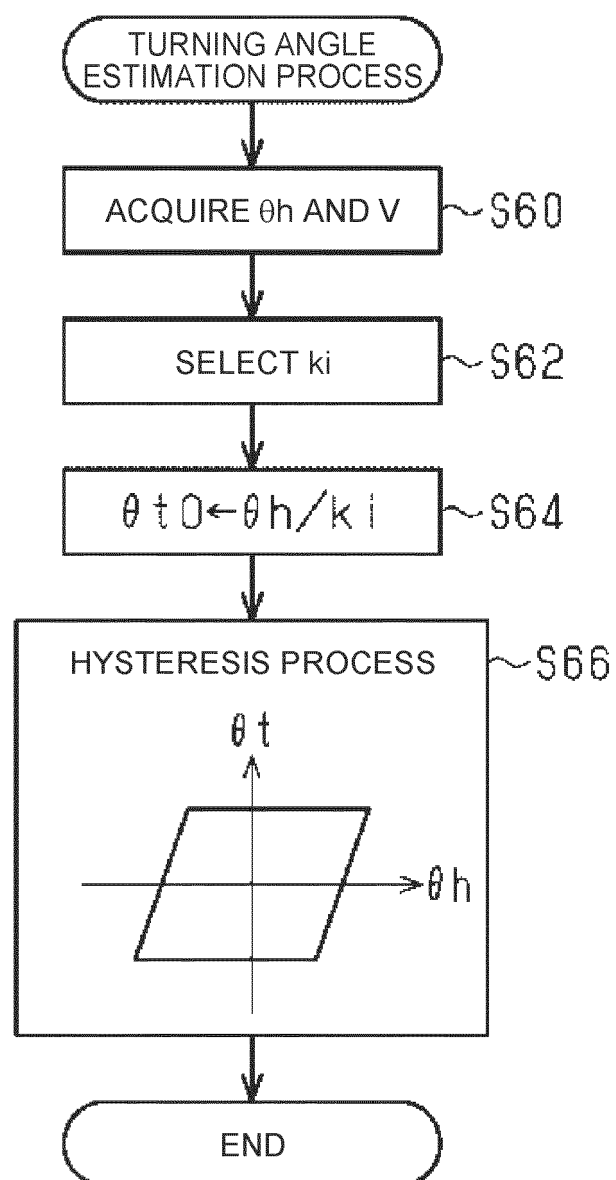 TURNING ANGLE
ESTIMATION PROCESS
ACQUIRE θh AND V
S60
SELECT ki
S62
θt0←θh/ki
S64
HYSTERESIS PROCESS
S66
θt
θh
END